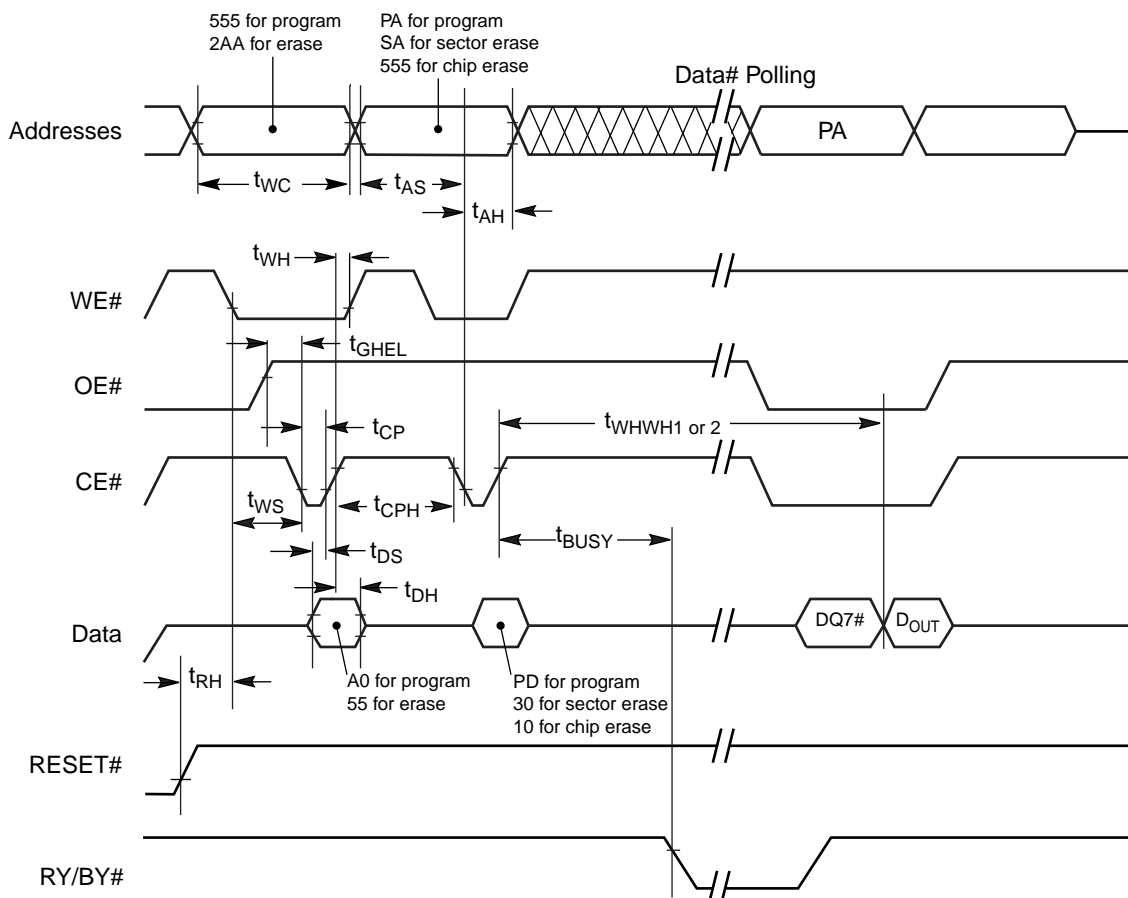 555 for program
2AA for erase
PA for program
SA for sector erase
555 for chip erase
Data# Polling
Addresses
PA
tWC
tAS
tAH
tWH
WE#
tGHEL
OE#
tWHWH1 or 2
tCP
CE#
tWS
tCPH
tBUSY
tDS
tDH
Data
DQ7#
DOUT
tRH
A0 for program
55 for erase
PD for program
30 for sector erase
10 for chip erase
RESET#
RY/BY#